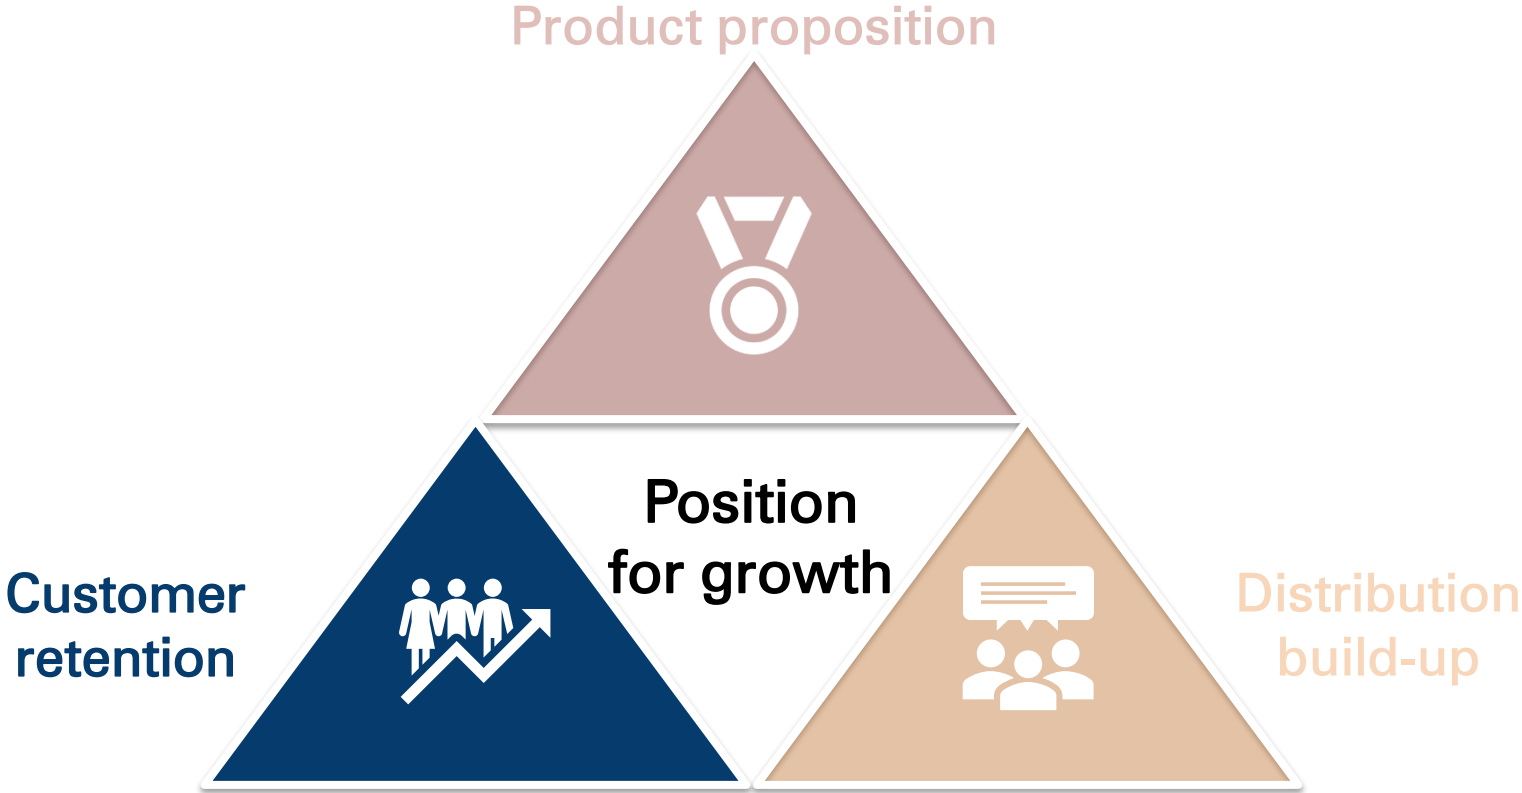 Product proposition
Position
for growth
Customer
retention
Distribution
build-up